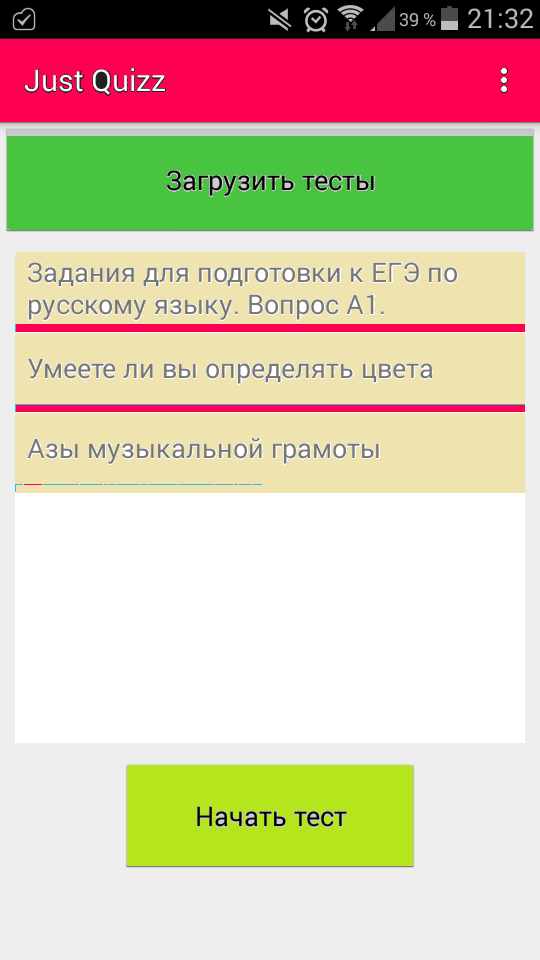 39 % 21:32
Just Quizz
Загрузить тесты
Задания для подготовки к ЕГЭ по
русскому языку. Вопрос А1.
Умеете ли вы определять цвета
Азы музыкальной грамоты
Начать тест